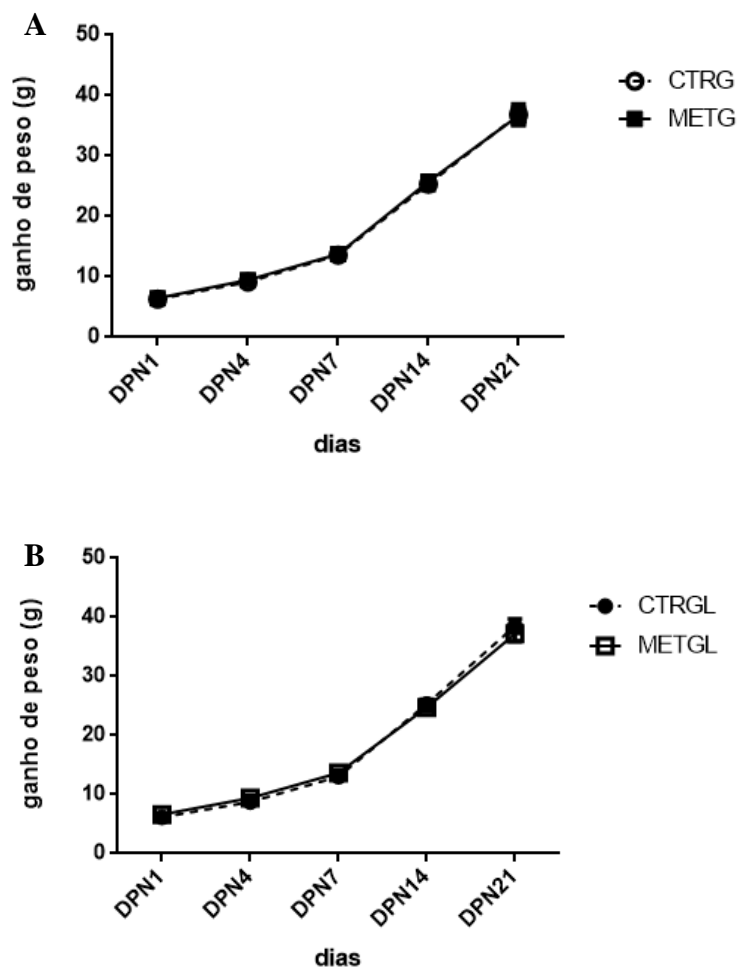 A
50
40
30
20
10
0
ganho de peso (g)
DPN1
DPN4
DPN7
DPN14
DPN21
dias
CTRG
METG
B
50
40
30
20
10
0
ganho de peso (g)
DPN1
DPN4
DPN7
DPN14
DPN21
dias
CTRGL
METGL